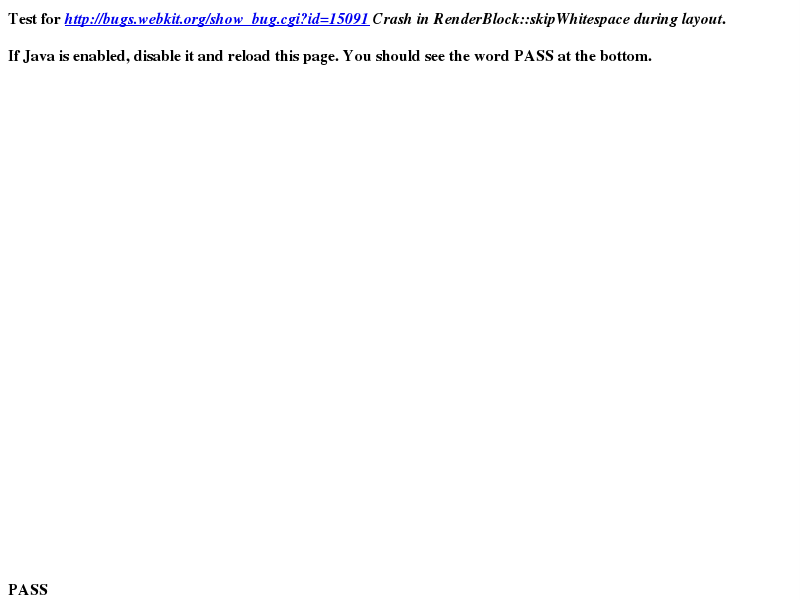 Test for http://bugs.webkit.org/show_bug.cgi?id=15091 Crash in RenderBlock::skipWhitespace during layout.
If Java is enabled, disable it and reload this page. You should see the word PASS at the bottom.
PASS